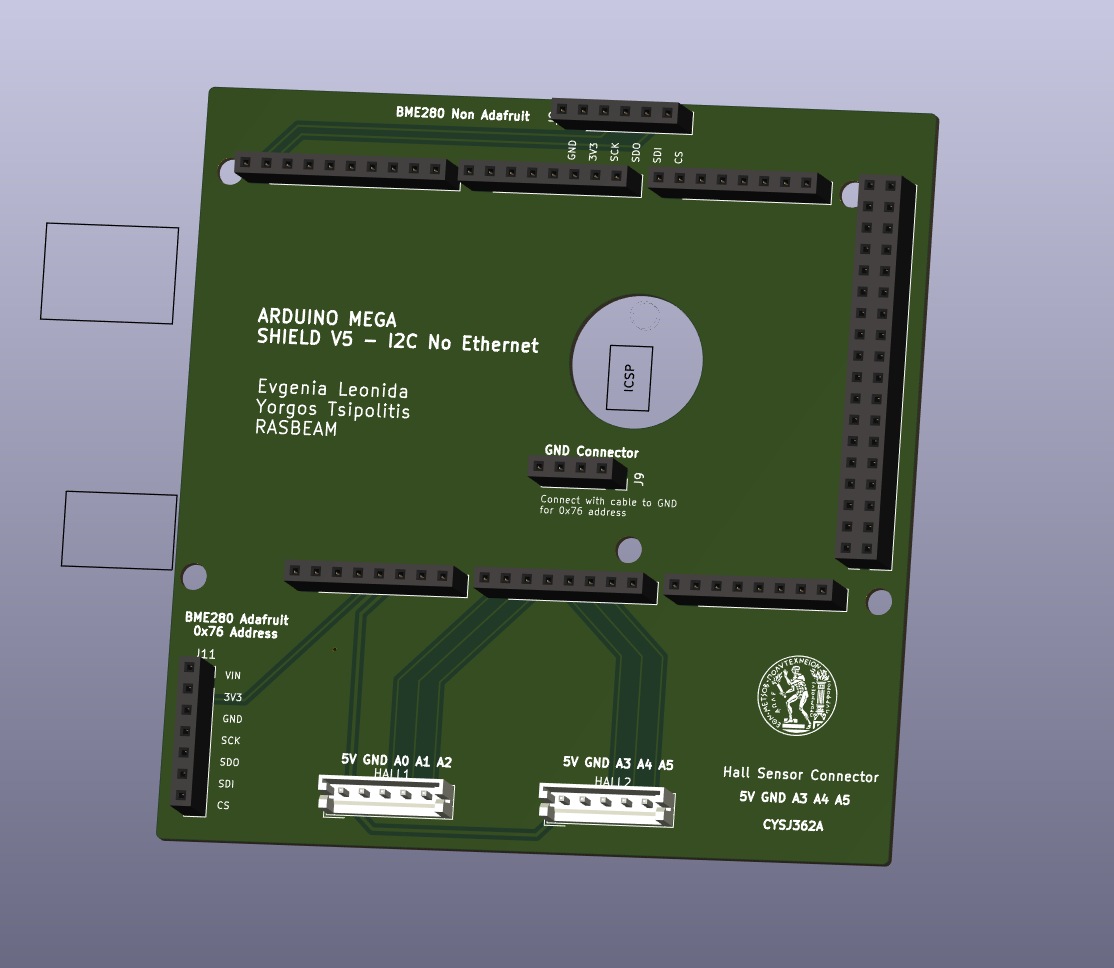 BME280 Non Adafruit
GND
3V3
SCK
SDO
SDI
CS
ARDUINO MEGA
SHIELD V5 - I2C No Ethernet
Evgenia Leonida
Yorgos Tsipolitis
RASBEAM
ICSP
GND Connector
J9
Connect with cable to GND
for 0x76 address
BME280 Adafruit
0x76 Address
J11
VIN
3V3
GND
SCK
SDO
SDI
CS
5V GND A0 A1 A2
HALL1
5V GND A3 A4 A5
HALL2
Hall Sensor Connector
5V GND A3 A4 A5
CYSJ362A